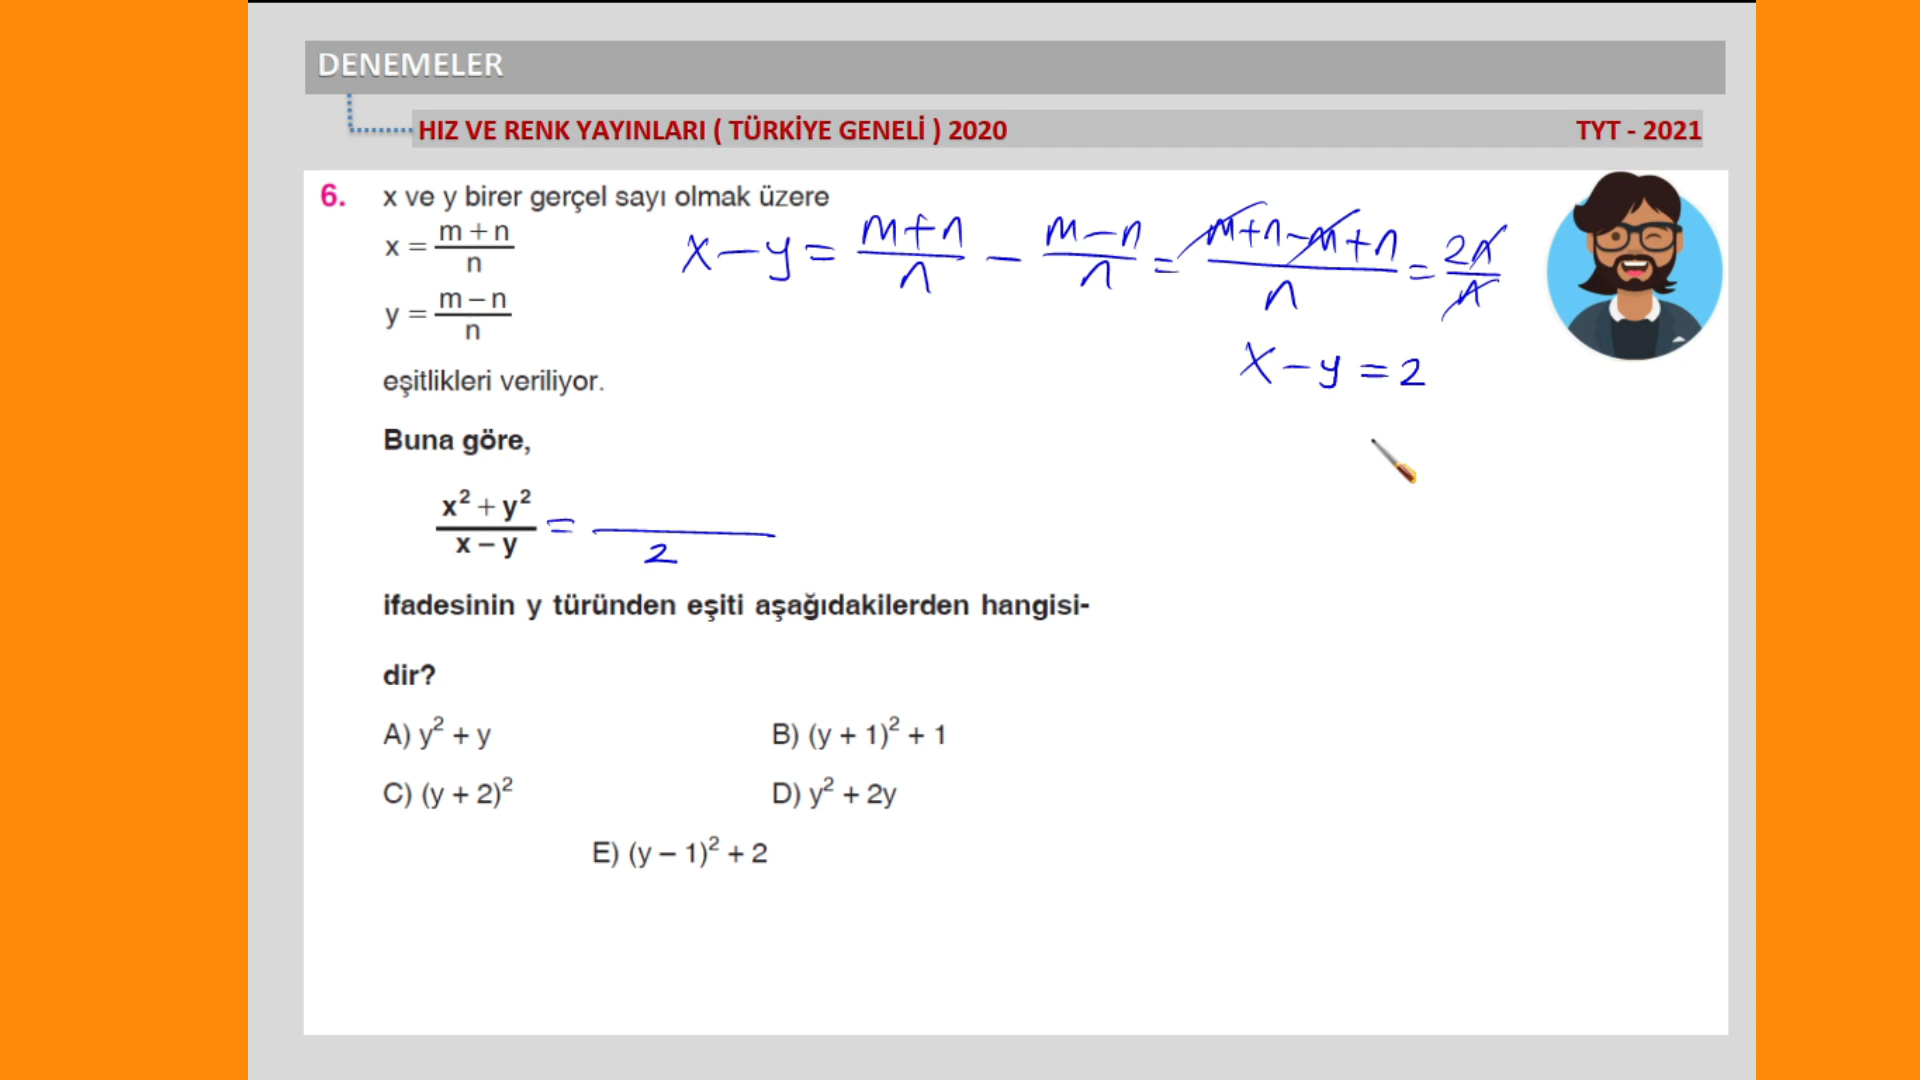 DENEMELER
HIZ VE RENK YAYINLARI ( TÜRKİYE GENELİ ) 2020 TYT - 2021
6. x ve y birer gerçel sayı olmak üzere
x = (m + n)/n
y = (m − n)/n
x − y = (m+n)/n − (m−n)/n = (m+n−m+n)/n = 2n/n
x − y = 2
eşitlikleri veriliyor.
Buna göre,
(x² + y²)/(x − y) = /2
ifadesinin y türünden eşiti aşağıdakilerden hangisi-
dir?
A) y² + y B) (y + 1)² + 1
C) (y + 2)² D) y² + 2y
E) (y − 1)² + 2